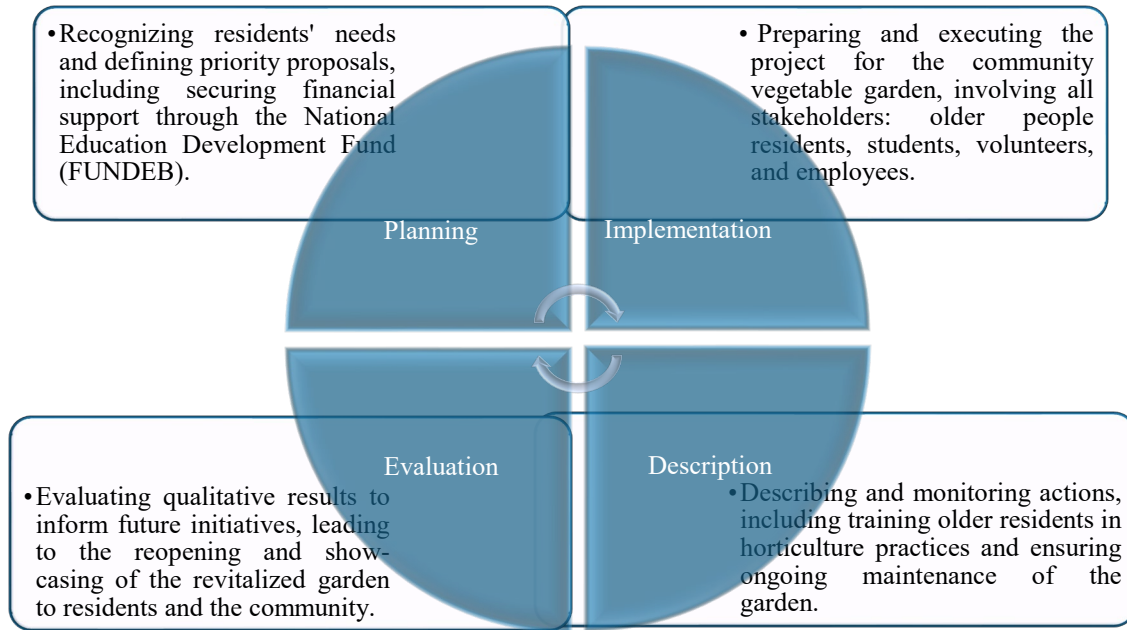 •Recognizing residents' needs
and defining priority proposals,
including securing financial
support through the National
Education Development Fund
(FUNDEB).
• Preparing and executing the
project for the community
vegetable garden, involving all
stakeholders: older people
residents, students, volunteers,
and employees.
Planning
Implementation
Evaluation
Description
•Evaluating qualitative results to
inform future initiatives, leading
to the reopening and show-
casing of the revitalized garden
to residents and the community.
•Describing and monitoring actions,
including training older residents in
horticulture practices and ensuring
ongoing maintenance of the
garden.